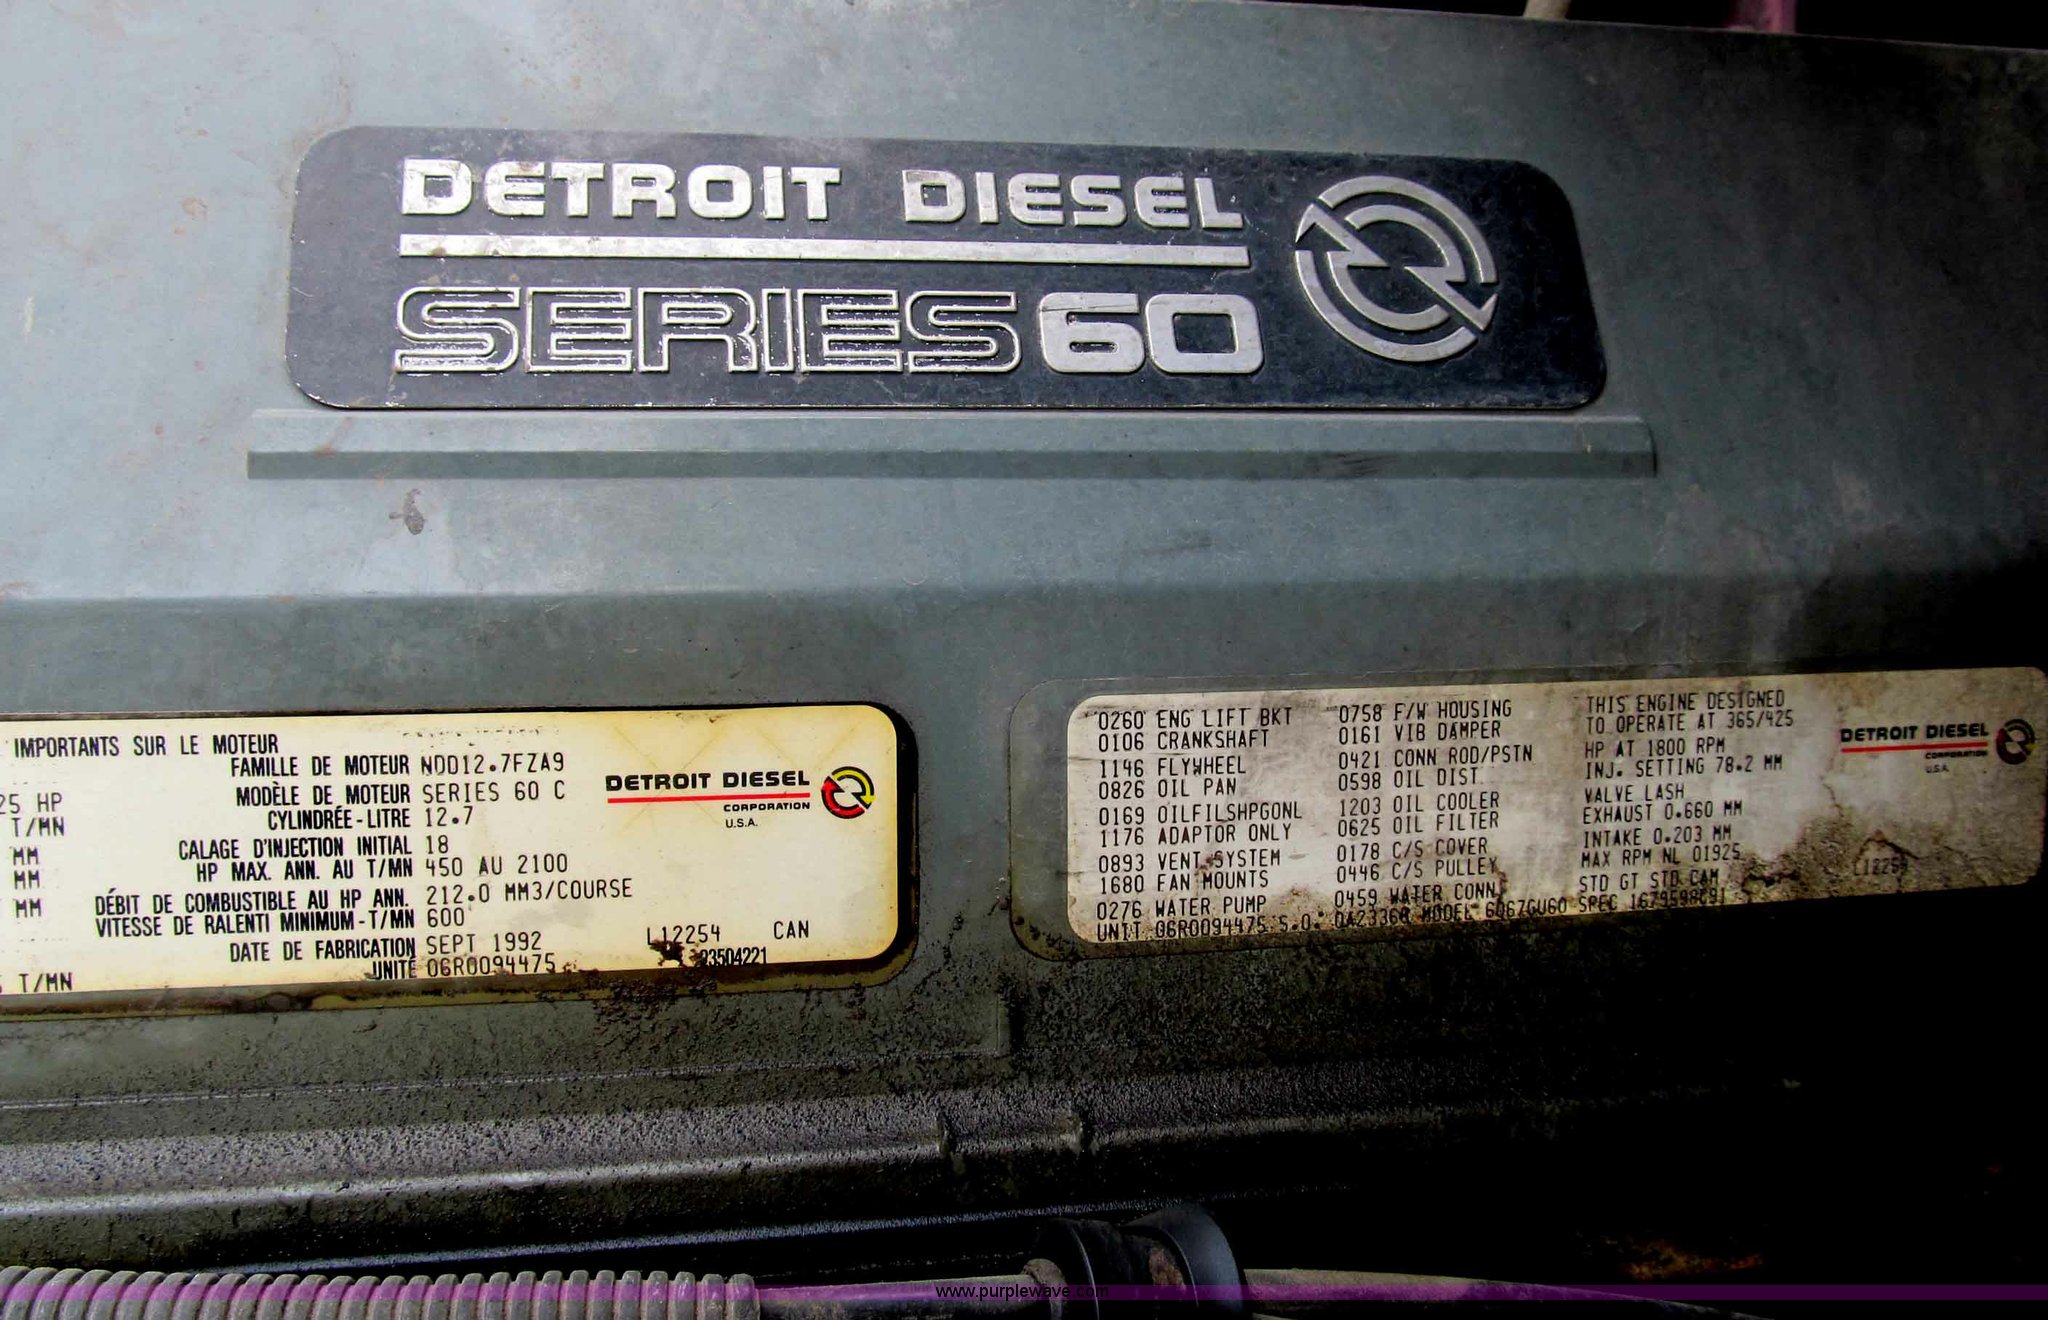 DETROIT DIESEL
SERIES 60
IMPORTANTS SUR LE MOTEUR
FAMILLE DE MOTEUR NDD12.7FZA9
25 HP
MODÈLE DE MOTEUR SERIES 60 C
T/MN
CYLINDRÉE-LITRE 12.7
MM
CALAGE D'INJECTION INITIAL 18
MM
HP MAX. ANN. AU T/MN 450 AU 2100
MM
DÉBIT DE COMBUSTIBLE AU HP ANN. 212.0 MM3/COURSE
VITESSE DE RALENTI MINIMUM-T/MN 600
DATE DE FABRICATION SEPT 1992
T/MN
UNITÉ 06R0094475
DETROIT DIESEL
CORPORATION
U.S.A.
L12254 CAN
23504221
0260 ENG LIFT BKT
0106 CRANKSHAFT
1146 FLYWHEEL
0826 OIL PAN
0169 OILFILSHPGONL
1176 ADAPTOR ONLY
0893 VENT SYSTEM
1680 FAN MOUNTS
0276 WATER PUMP
0758 F/W HOUSING
0161 VIB DAMPER
0421 CONN ROD/PSTN
0598 OIL DIST.
1203 OIL COOLER
0625 OIL FILTER
0178 C/S COVER
0446 C/S PULLEY
0459 WATER CONN
THIS ENGINE DESIGNED
TO OPERATE AT 365/425
HP AT 1800 RPM
INJ. SETTING 78.2 MM
VALVE LASH
EXHAUST 0.660 MM
INTAKE 0.203 MM
MAX RPM NL 01925
STD GT STD CAM
UNIT 06R0094475 S.O. MODEL 6067GU60 SPEC
DETROIT DIESEL
CORPORATION
U.S.A.
L12254
www.purplewave.com